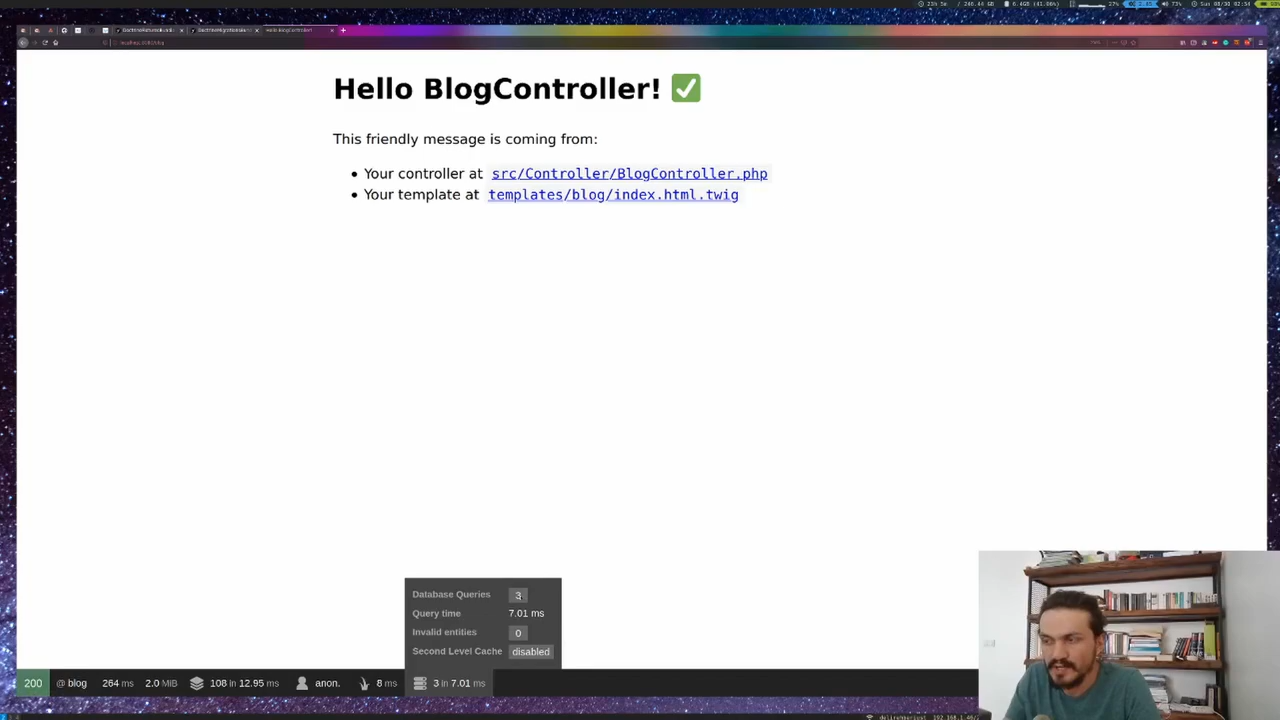 Hello BlogController! ✅
This friendly message is coming from:
• Your controller at src/Controller/BlogController.php
• Your template at templates/blog/index.html.twig
Database Queries 3
Query time 7.01 ms
Invalid entities 0
Second Level Cache disabled
200 @ blog 264 ms 2.0 MiB 108 in 12.95 ms anon. 8 ms 3 in 7.01 ms